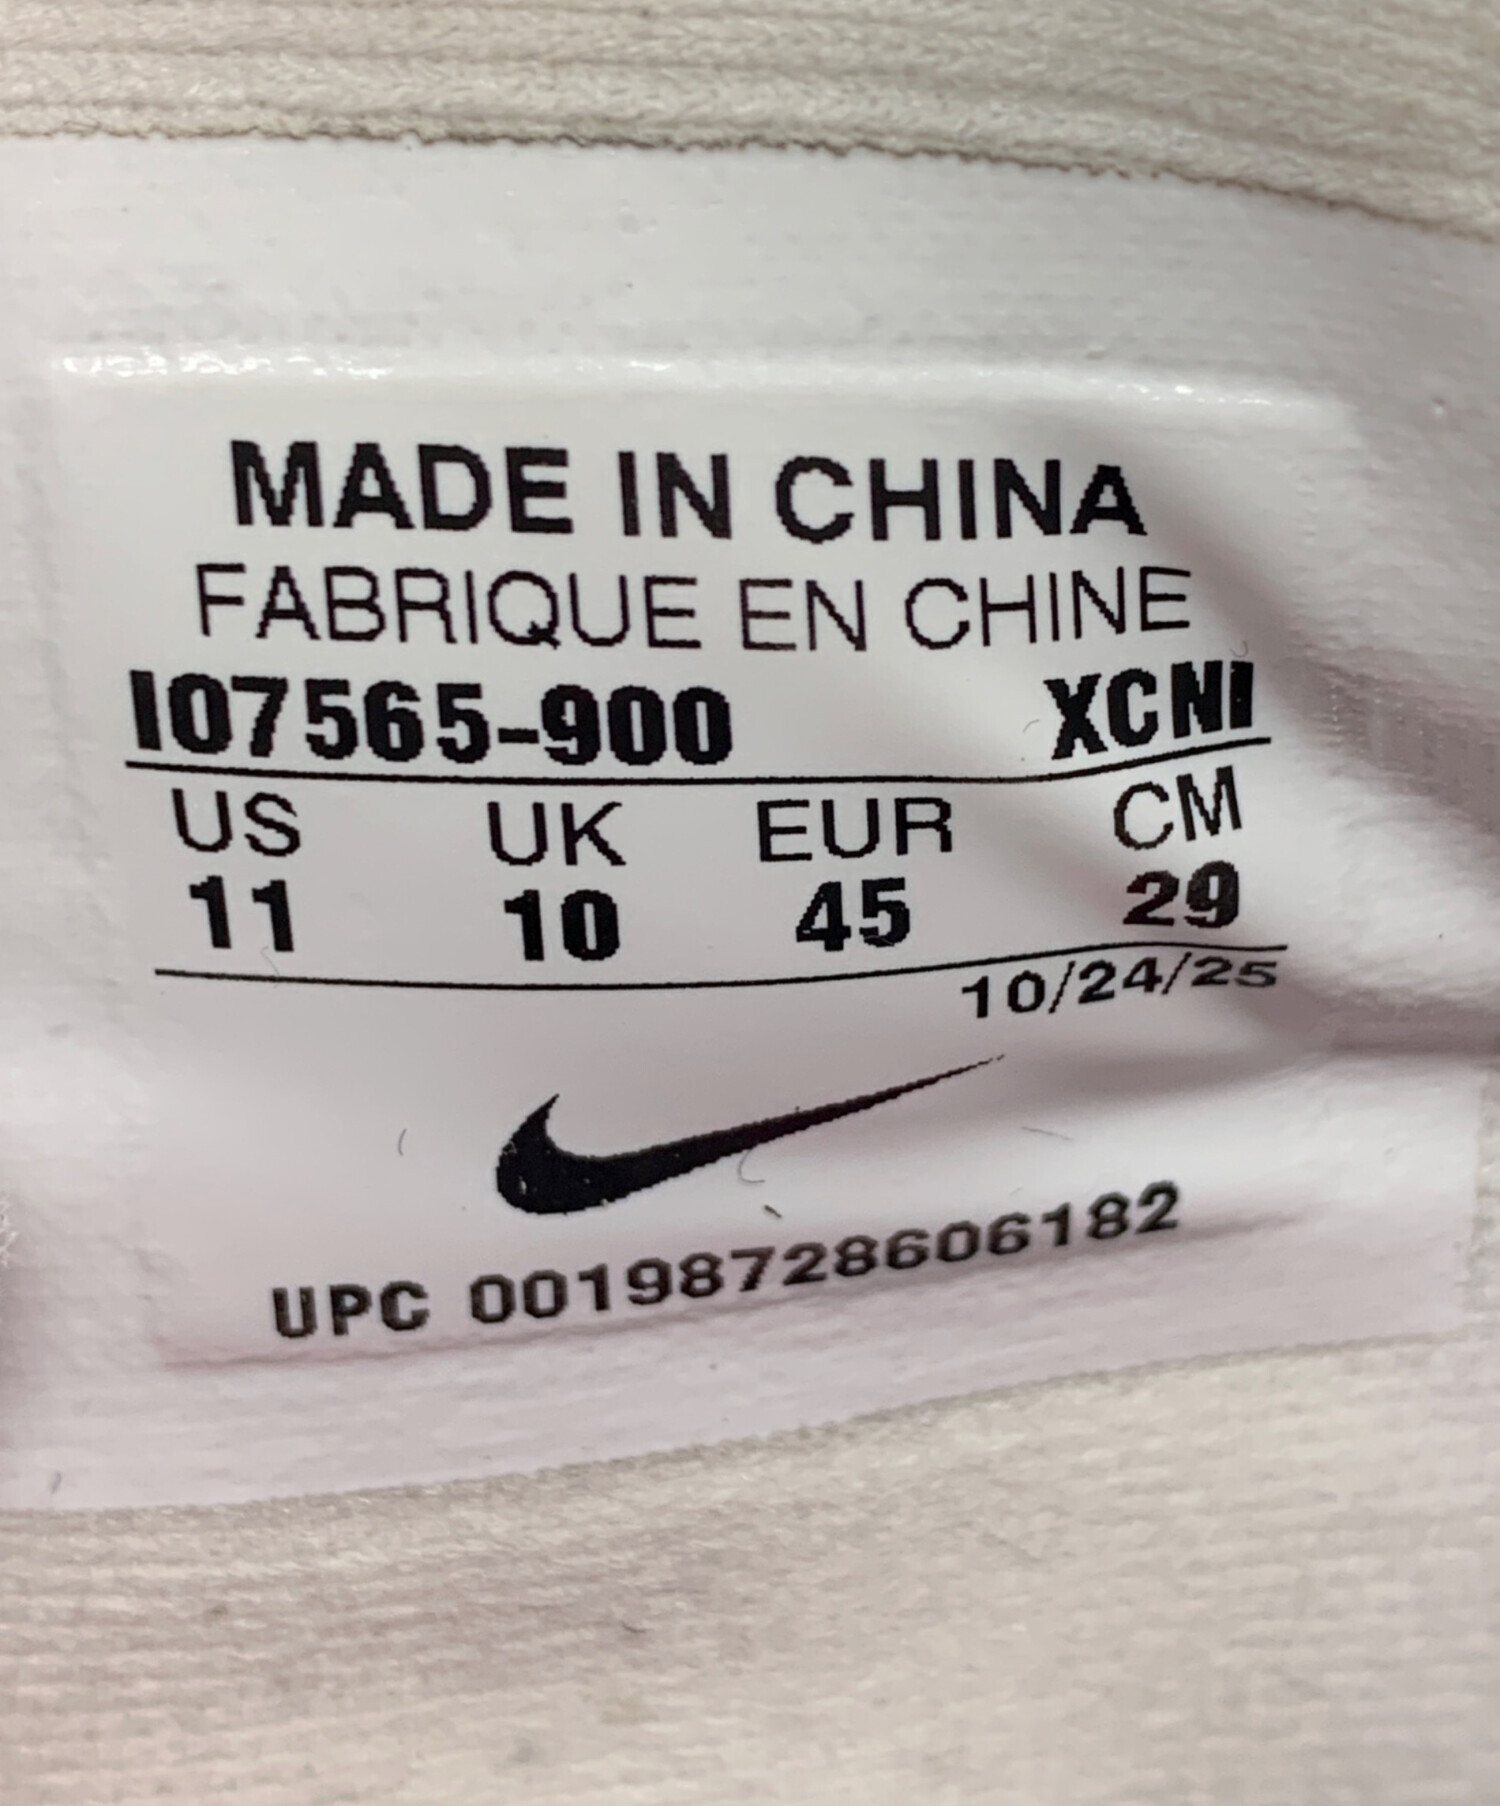 MADE IN CHINA
FABRIQUE EN CHINE
IO7565-900 XCNI
US UK EUR CM
11 10 45 29
10/24/25
UPC 00198728606182